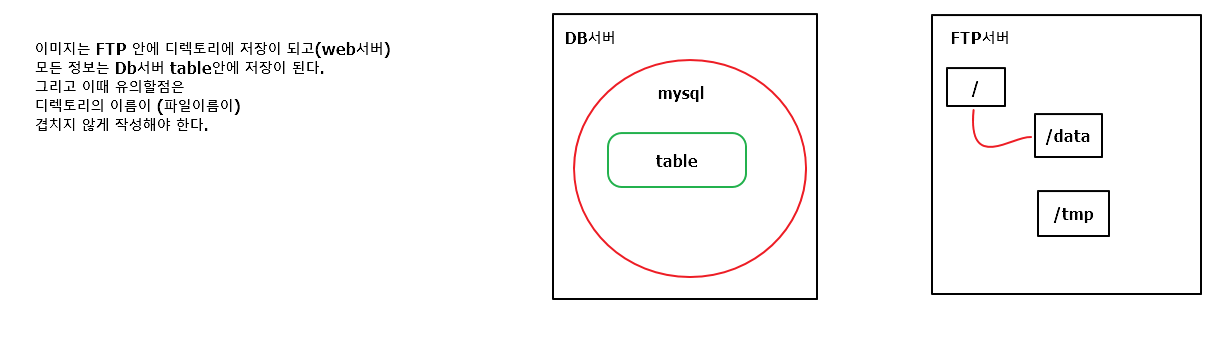 이미지는 FTP 안에 디렉토리에 저장이 되고(web서버)
모든 정보는 Db서버 table안에 저장이 된다.
그리고 이때 유의할점은
디렉토리의 이름이 (파일이름이)
겹치지 않게 작성해야 한다.
DB서버
mysql
table
FTP서버
/
/data
/tmp